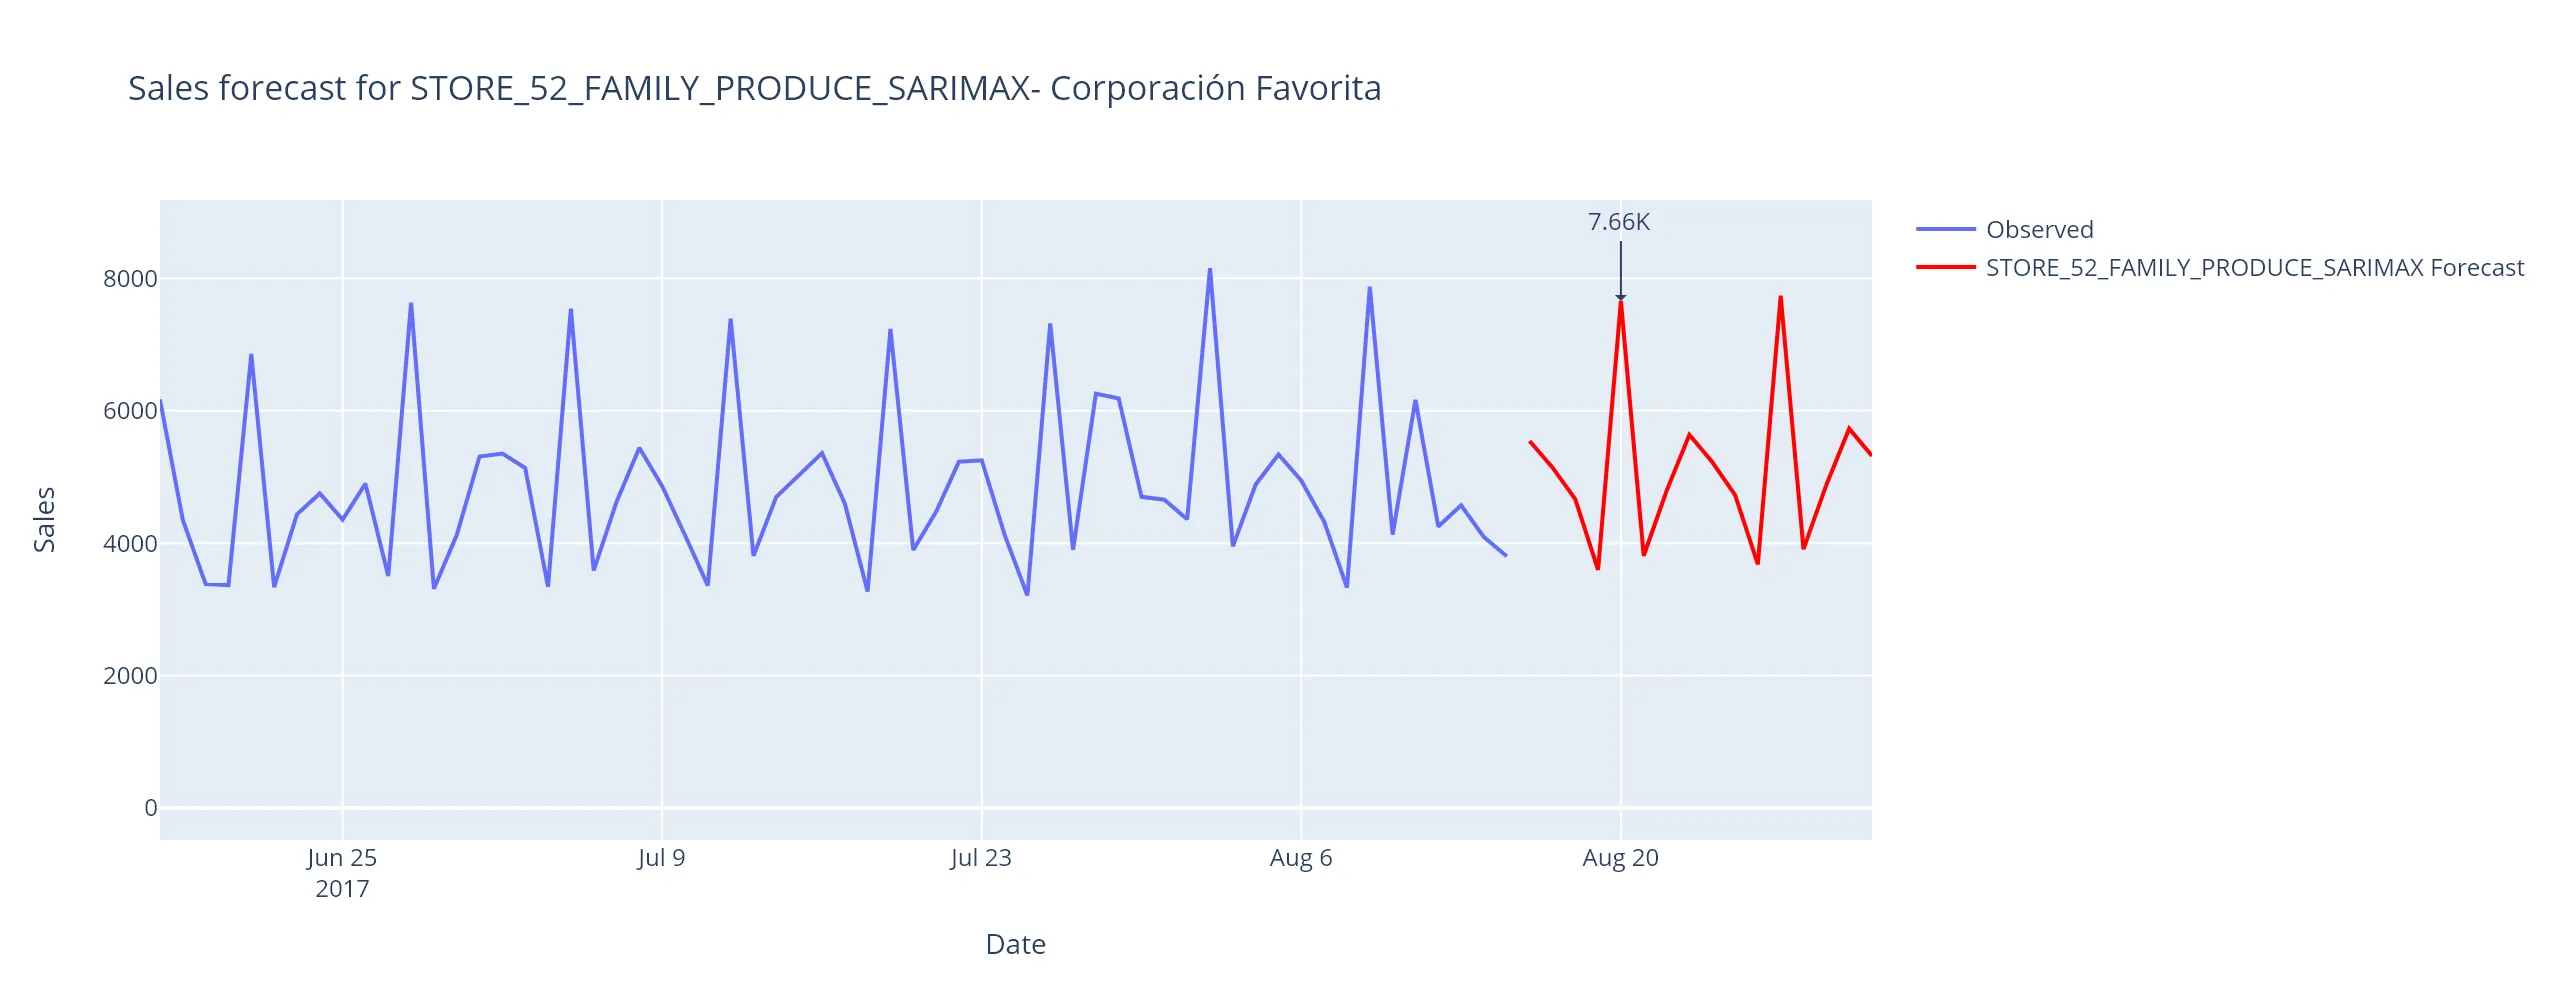 Sales forecast for STORE_52_FAMILY_PRODUCE_SARIMAX- Corporación Favorita
7.66K
Observed
STORE_52_FAMILY_PRODUCE_SARIMAX Forecast
8000
6000
4000
2000
0
Sales
Jun 25
2017
Jul 9
Jul 23
Aug 6
Aug 20
Date